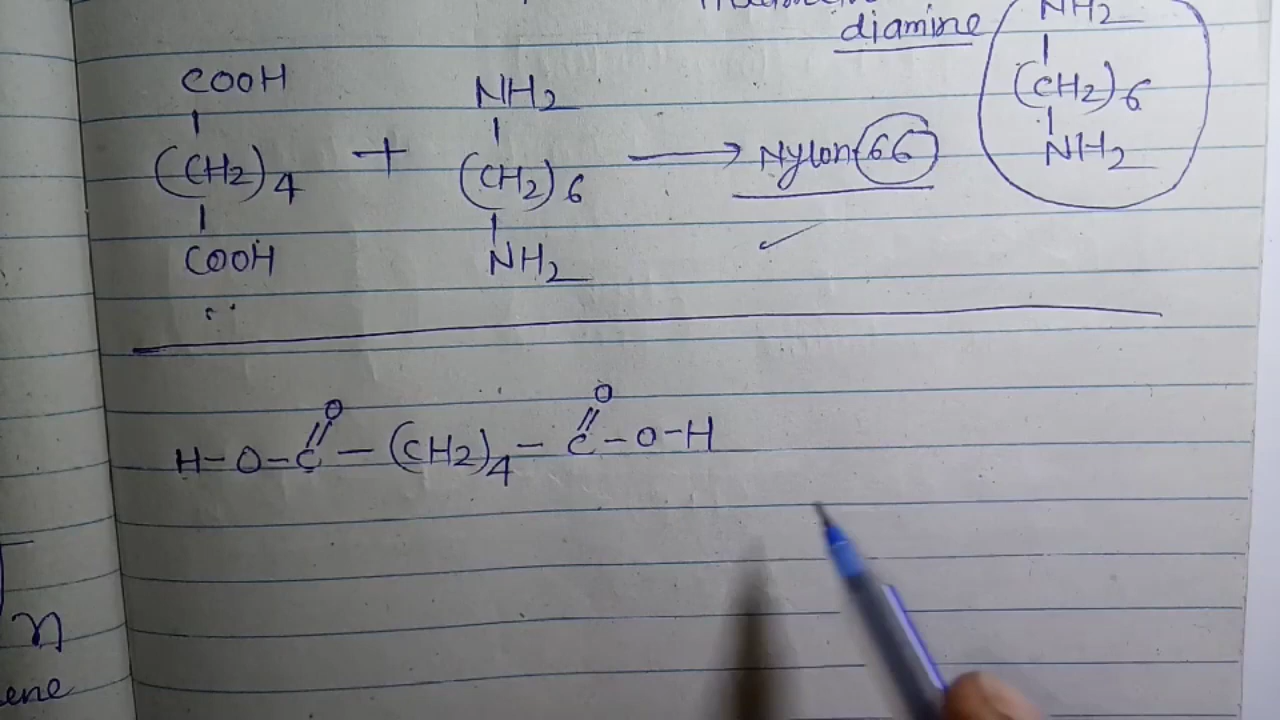 diamine
NH2
(CH2)6
NH2
COOH
(CH2)4
COOH
+
NH2
(CH2)6
NH2
⟶ Nylon 66
H-O-C(=O)-(CH2)4-C(=O)-O-H
n
ene